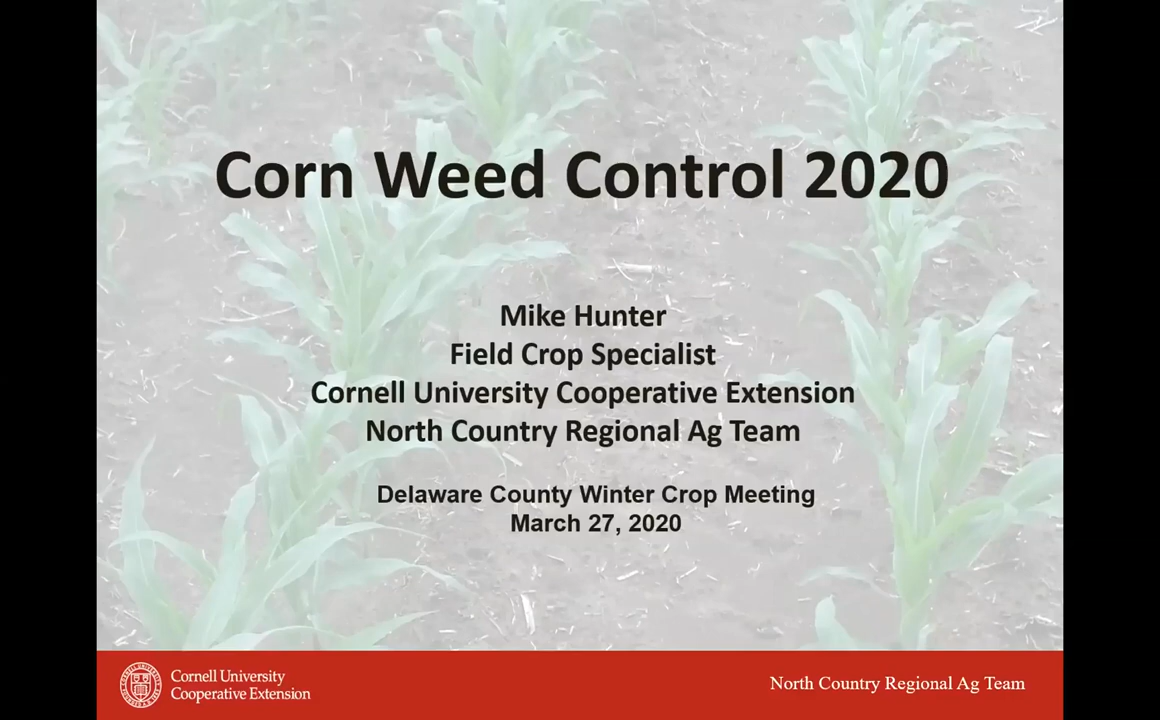 Corn Weed Control 2020
Mike Hunter
Field Crop Specialist
Cornell University Cooperative Extension
North Country Regional Ag Team
Delaware County Winter Crop Meeting
March 27, 2020
Cornell University
Cooperative Extension
North Country Regional Ag Team